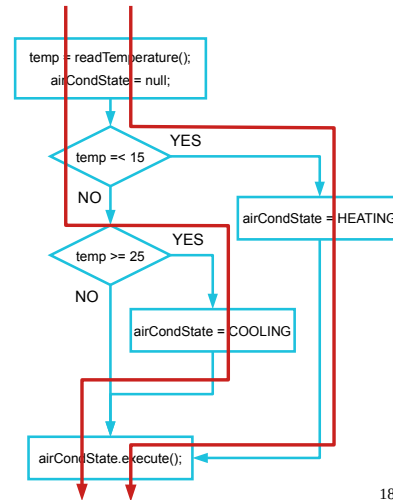 temp = readTemperature();
airCondState = null;
YES
temp =< 15
NO
airCondState = HEATING
YES
temp >= 25
NO
airCondState = COOLING
airCondState.execute();
18